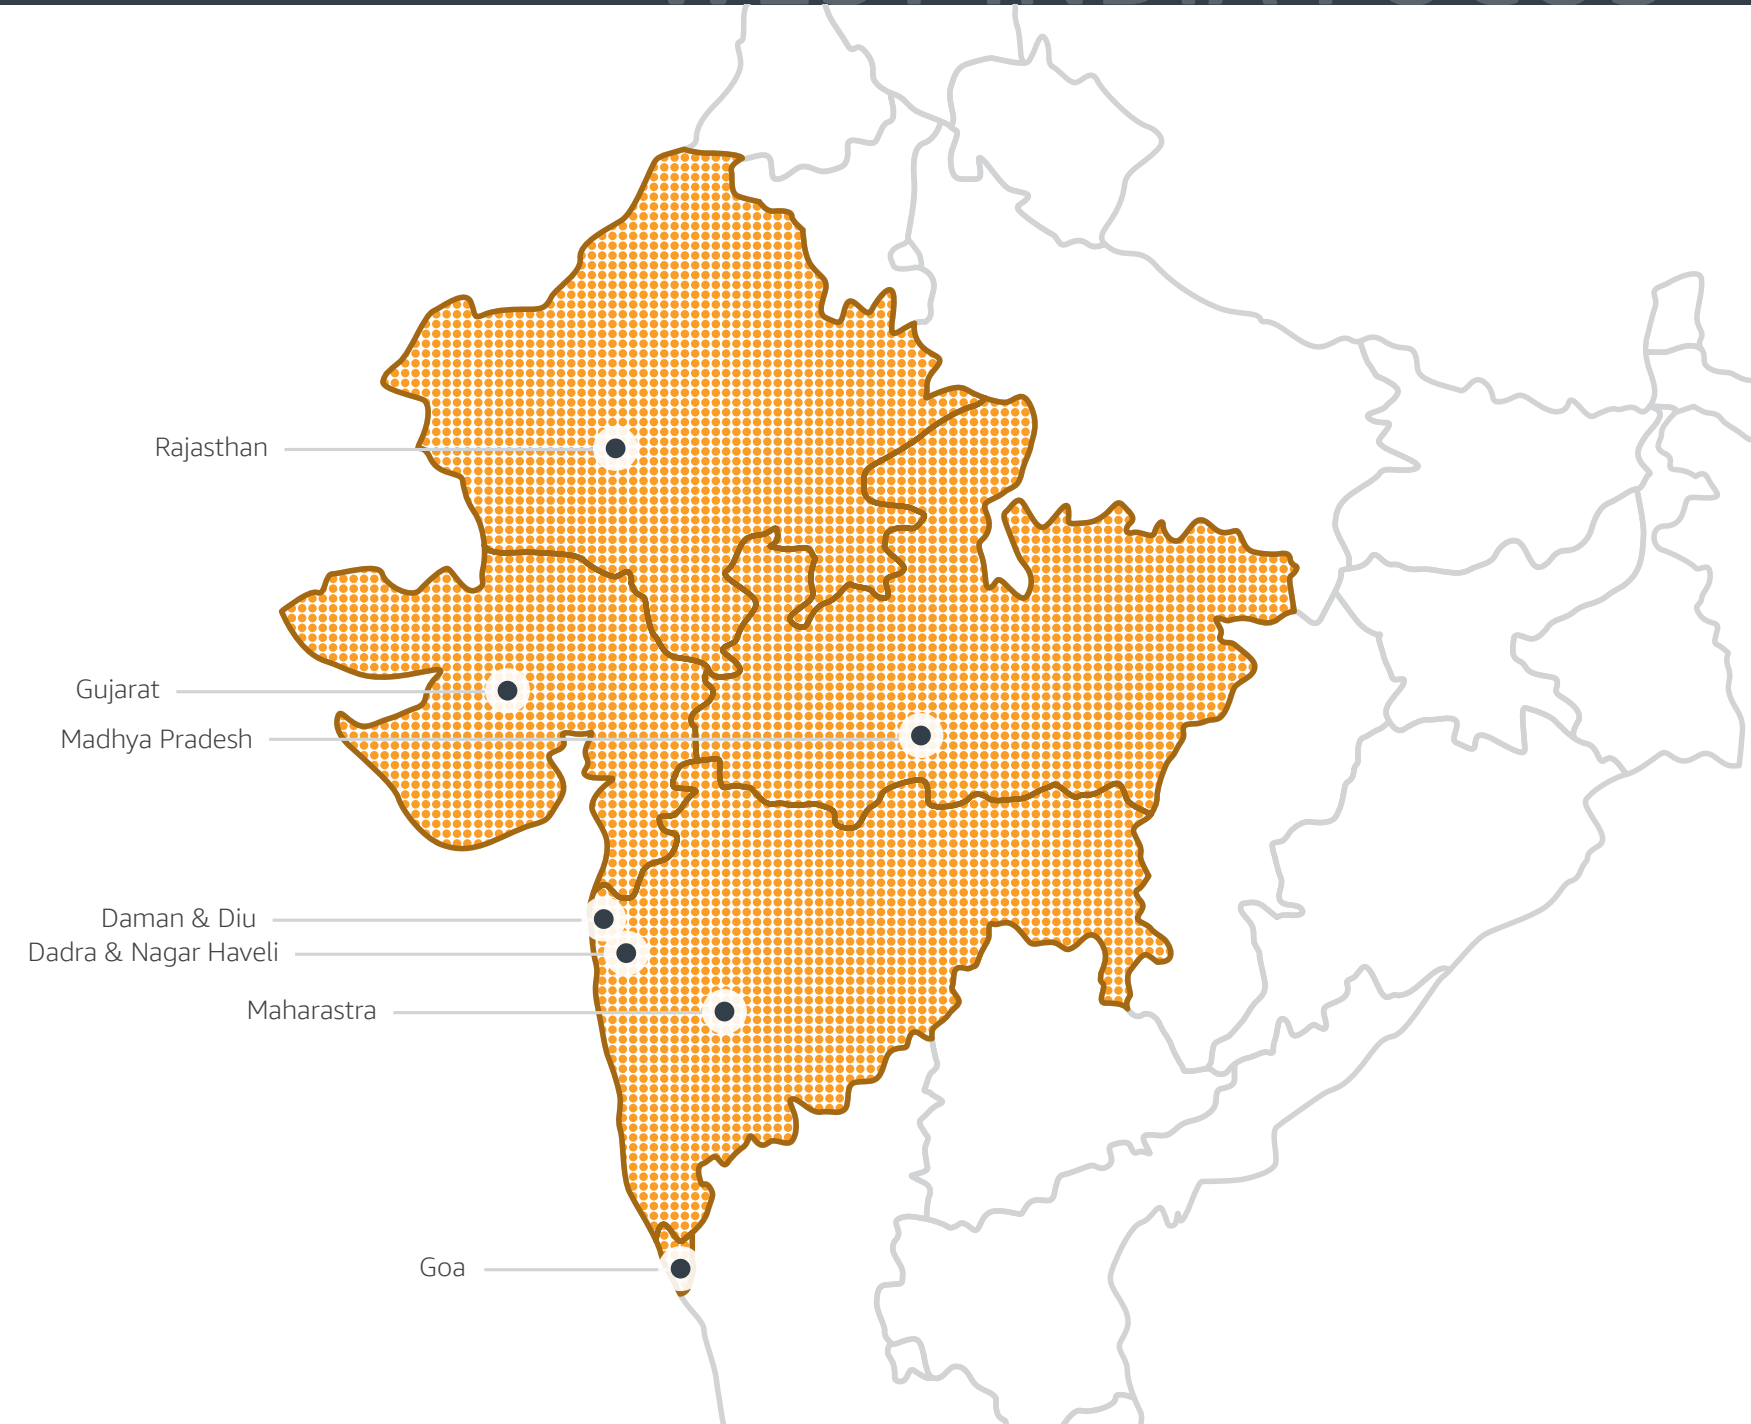 Rajasthan
Gujarat
Madhya Pradesh
Daman & Diu
Dadra & Nagar Haveli
Maharastra
Goa